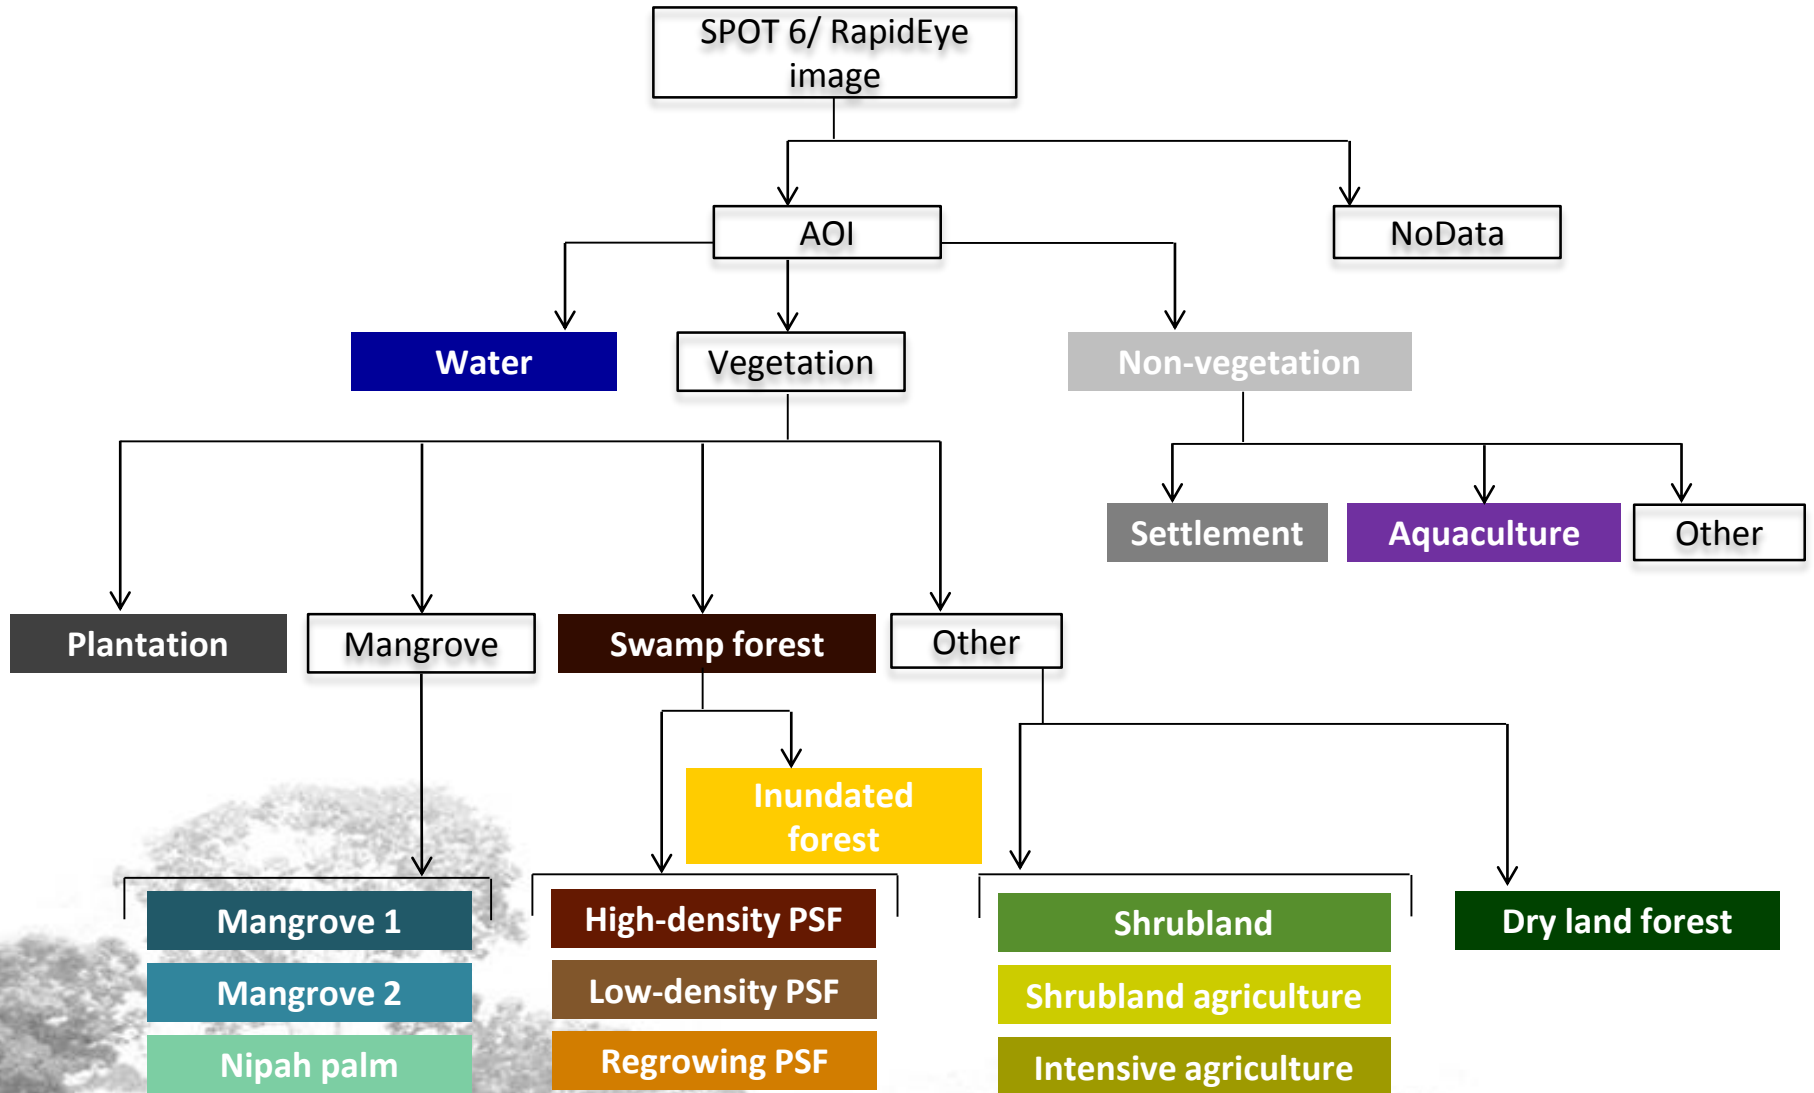 SPOT 6/ RapidEye
image
AOI
NoData
Water
Vegetation
Non-vegetation
Settlement
Aquaculture
Other
Plantation
Mangrove
Swamp forest
Other
Inundated
forest
Mangrove 1
High-density PSF
Shrubland
Dry land forest
Mangrove 2
Low-density PSF
Shrubland agriculture
Nipah palm
Regrowing PSF
Intensive agriculture